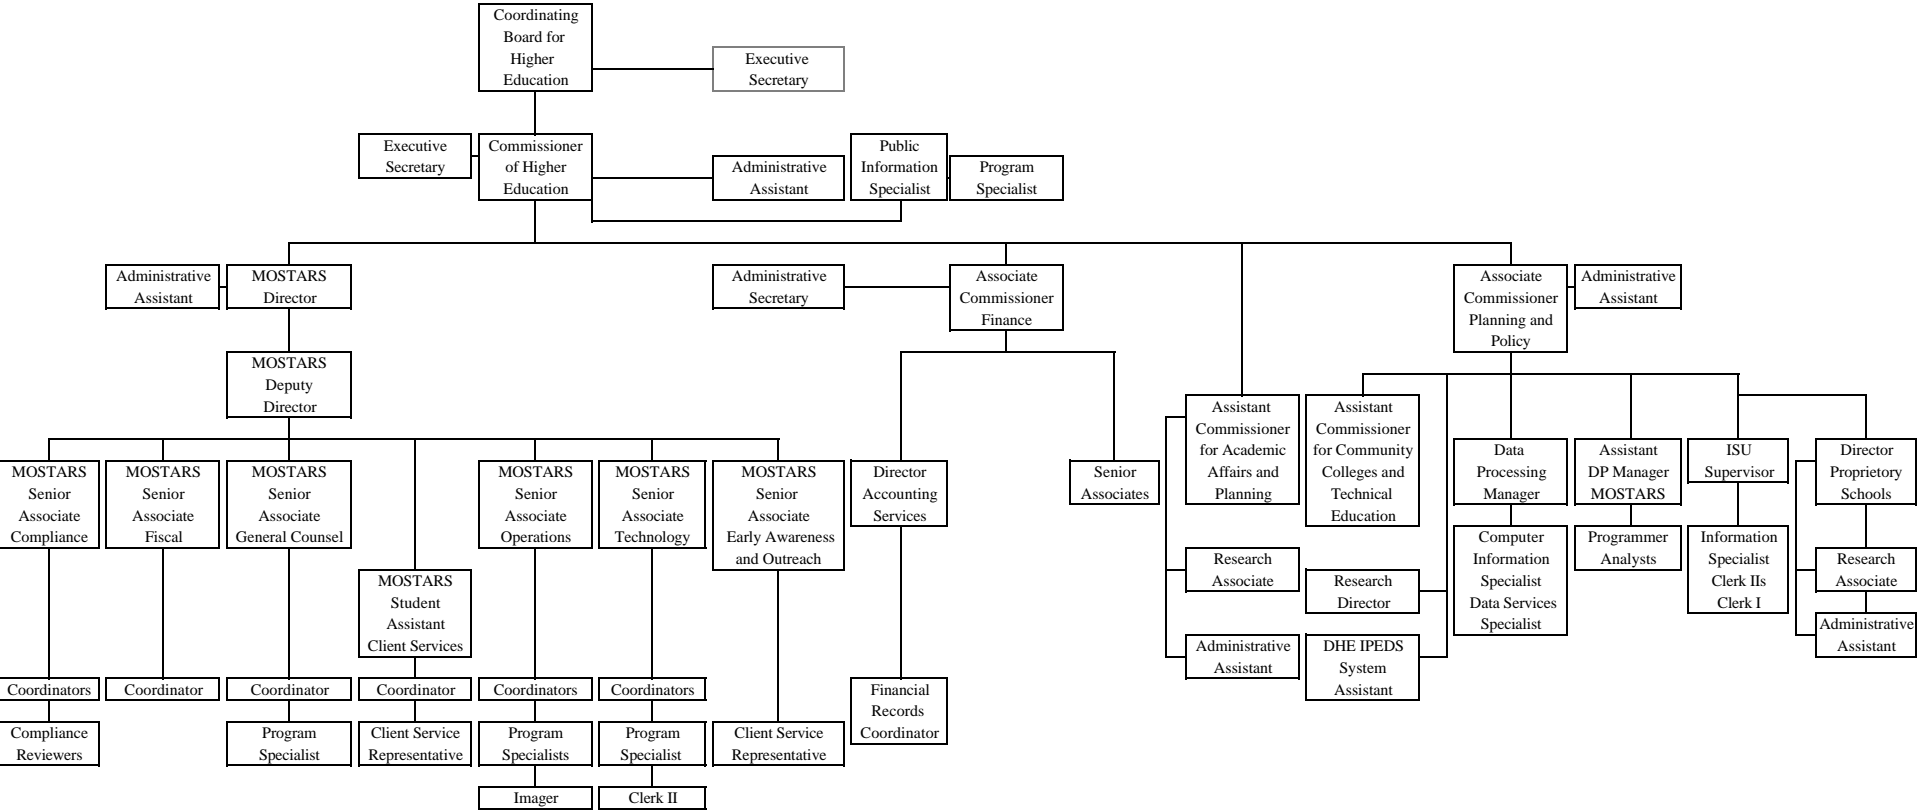 Coordinating
Board for
Higher
Education
Executive
Secretary
Executive
Secretary
Commissioner
of Higher
Education
Administrative
Assistant
Public
Information
Specialist
Program
Specialist
Administrative
Assistant
MOSTARS
Director
Administrative
Secretary
Associate
Commissioner
Finance
Associate
Commissioner
Planning and
Policy
Administrative
Assistant
MOSTARS
Deputy
Director
MOSTARS
Senior
Associate
Compliance
MOSTARS
Senior
Associate
Fiscal
MOSTARS
Senior
Associate
General Counsel
MOSTARS
Student
Assistant
Client Services
MOSTARS
Senior
Associate
Operations
MOSTARS
Senior
Associate
Technology
MOSTARS
Senior
Associate
Early Awareness
and Outreach
Director
Accounting
Services
Senior
Associates
Assistant
Commissioner
for Academic
Affairs and
Planning
Assistant
Commissioner
for Community
Colleges and
Technical
Education
Data
Processing
Manager
Assistant
DP Manager
MOSTARS
ISU
Supervisor
Director
Proprietory
Schools
Research
Associate
Research
Director
Computer
Information
Specialist
Data Services
Specialist
Programmer
Analysts
Information
Specialist
Clerk IIs
Clerk I
Research
Associate
Administrative
Assistant
Administrative
Assistant
DHE IPEDS
System
Assistant
Coordinators
Coordinator
Coordinator
Coordinator
Coordinators
Coordinators
Financial
Records
Coordinator
Compliance
Reviewers
Program
Specialist
Client Service
Representative
Program
Specialists
Program
Specialist
Client Service
Representative
Imager
Clerk II